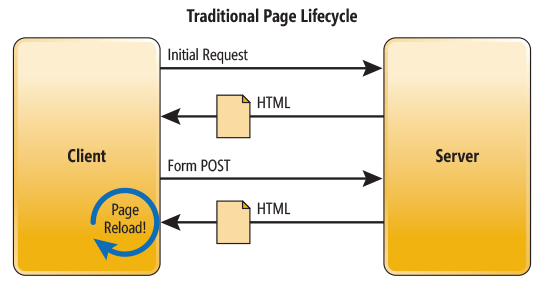 Traditional Page Lifecycle
Initial Request
HTML
Client
Server
Form POST
Page
Reload!
HTML